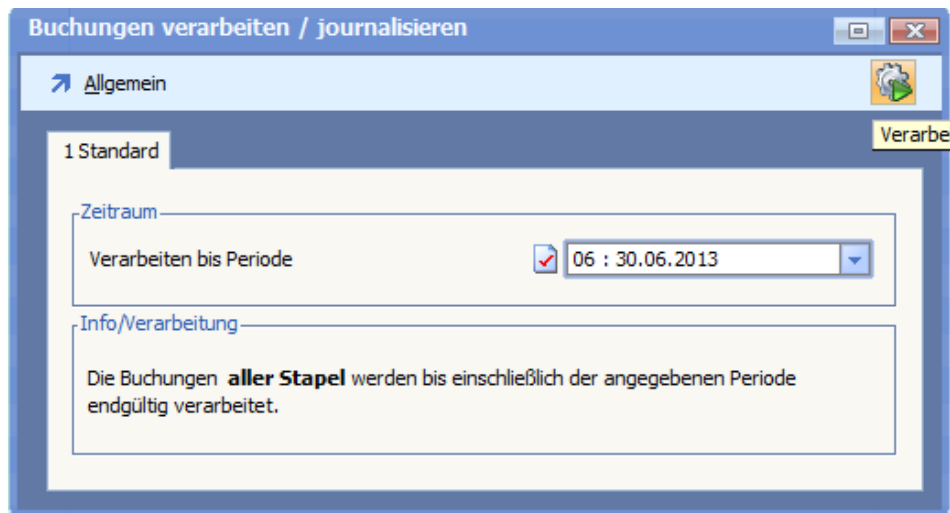 Buchungen verarbeiten / journalisieren
Allgemein
Verarbe
1 Standard
Zeitraum
Verarbeiten bis Periode 06 : 30.06.2013
Info/Verarbeitung
Die Buchungen aller Stapel werden bis einschließlich der angegebenen Periode
endgültig verarbeitet.